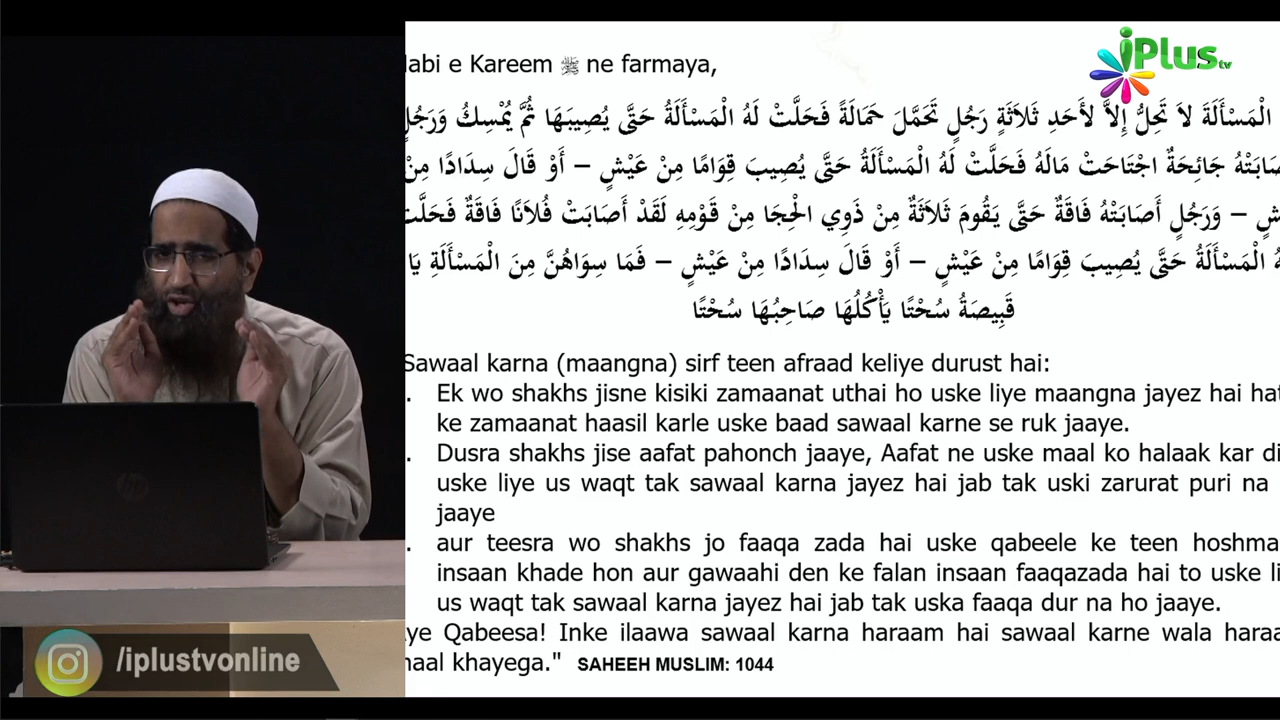 iPlus tv
abi e Kareem ﷺ ne farmaya,
الْمَسْأَلَةَ لاَ تَحِلُّ إِلاَّ لأَحَدِ ثَلاَثَةٍ رَجُلٍ تَحَمَّلَ حَمَالَةً فَحَلَّتْ لَهُ الْمَسْأَلَةُ حَتَّى يُصِيبَهَا ثُمَّ يُمْسِكُ وَرَجُلٍ
صَابَتْهُ جَائِحَةٌ اجْتَاحَتْ مَالَهُ فَحَلَّتْ لَهُ الْمَسْأَلَةُ حَتَّى يُصِيبَ قِوَامًا مِنْ عَيْشٍ – أَوْ قَالَ سِدَادًا مِنْ
شٍ – وَرَجُلٍ أَصَابَتْهُ فَاقَةٌ حَتَّى يَقُومَ ثَلاَثَةٌ مِنْ ذَوِي الْحِجَا مِنْ قَوْمِهِ لَقَدْ أَصَابَتْ فُلاَنًا فَاقَةٌ فَحَلَّتْ
هُ الْمَسْأَلَةُ حَتَّى يُصِيبَ قِوَامًا مِنْ عَيْشٍ – أَوْ قَالَ سِدَادًا مِنْ عَيْشٍ – فَمَا سِوَاهُنَّ مِنَ الْمَسْأَلَةِ يَا
قَبِيصَةُ سُحْتًا يَأْكُلُهَا صَاحِبُهَا سُحْتًا
Sawaal karna (maangna) sirf teen afraad keliye durust hai:
. Ek wo shakhs jisne kisiki zamaanat uthai ho uske liye maangna jayez hai hat
ke zamaanat haasil karle uske baad sawaal karne se ruk jaaye.
. Dusra shakhs jise aafat pahonch jaaye, Aafat ne uske maal ko halaak kar di
uske liye us waqt tak sawaal karna jayez hai jab tak uski zarurat puri na
jaaye
. aur teesra wo shakhs jo faaqa zada hai uske qabeele ke teen hoshma
insaan khade hon aur gawaahi den ke falan insaan faaqazada hai to uske li
us waqt tak sawaal karna jayez hai jab tak uska faaqa dur na ho jaaye.
ye Qabeesa! Inke ilaawa sawaal karna haraam hai sawaal karne wala haraa
naal khayega." SAHEEH MUSLIM: 1044
/iplustvonline